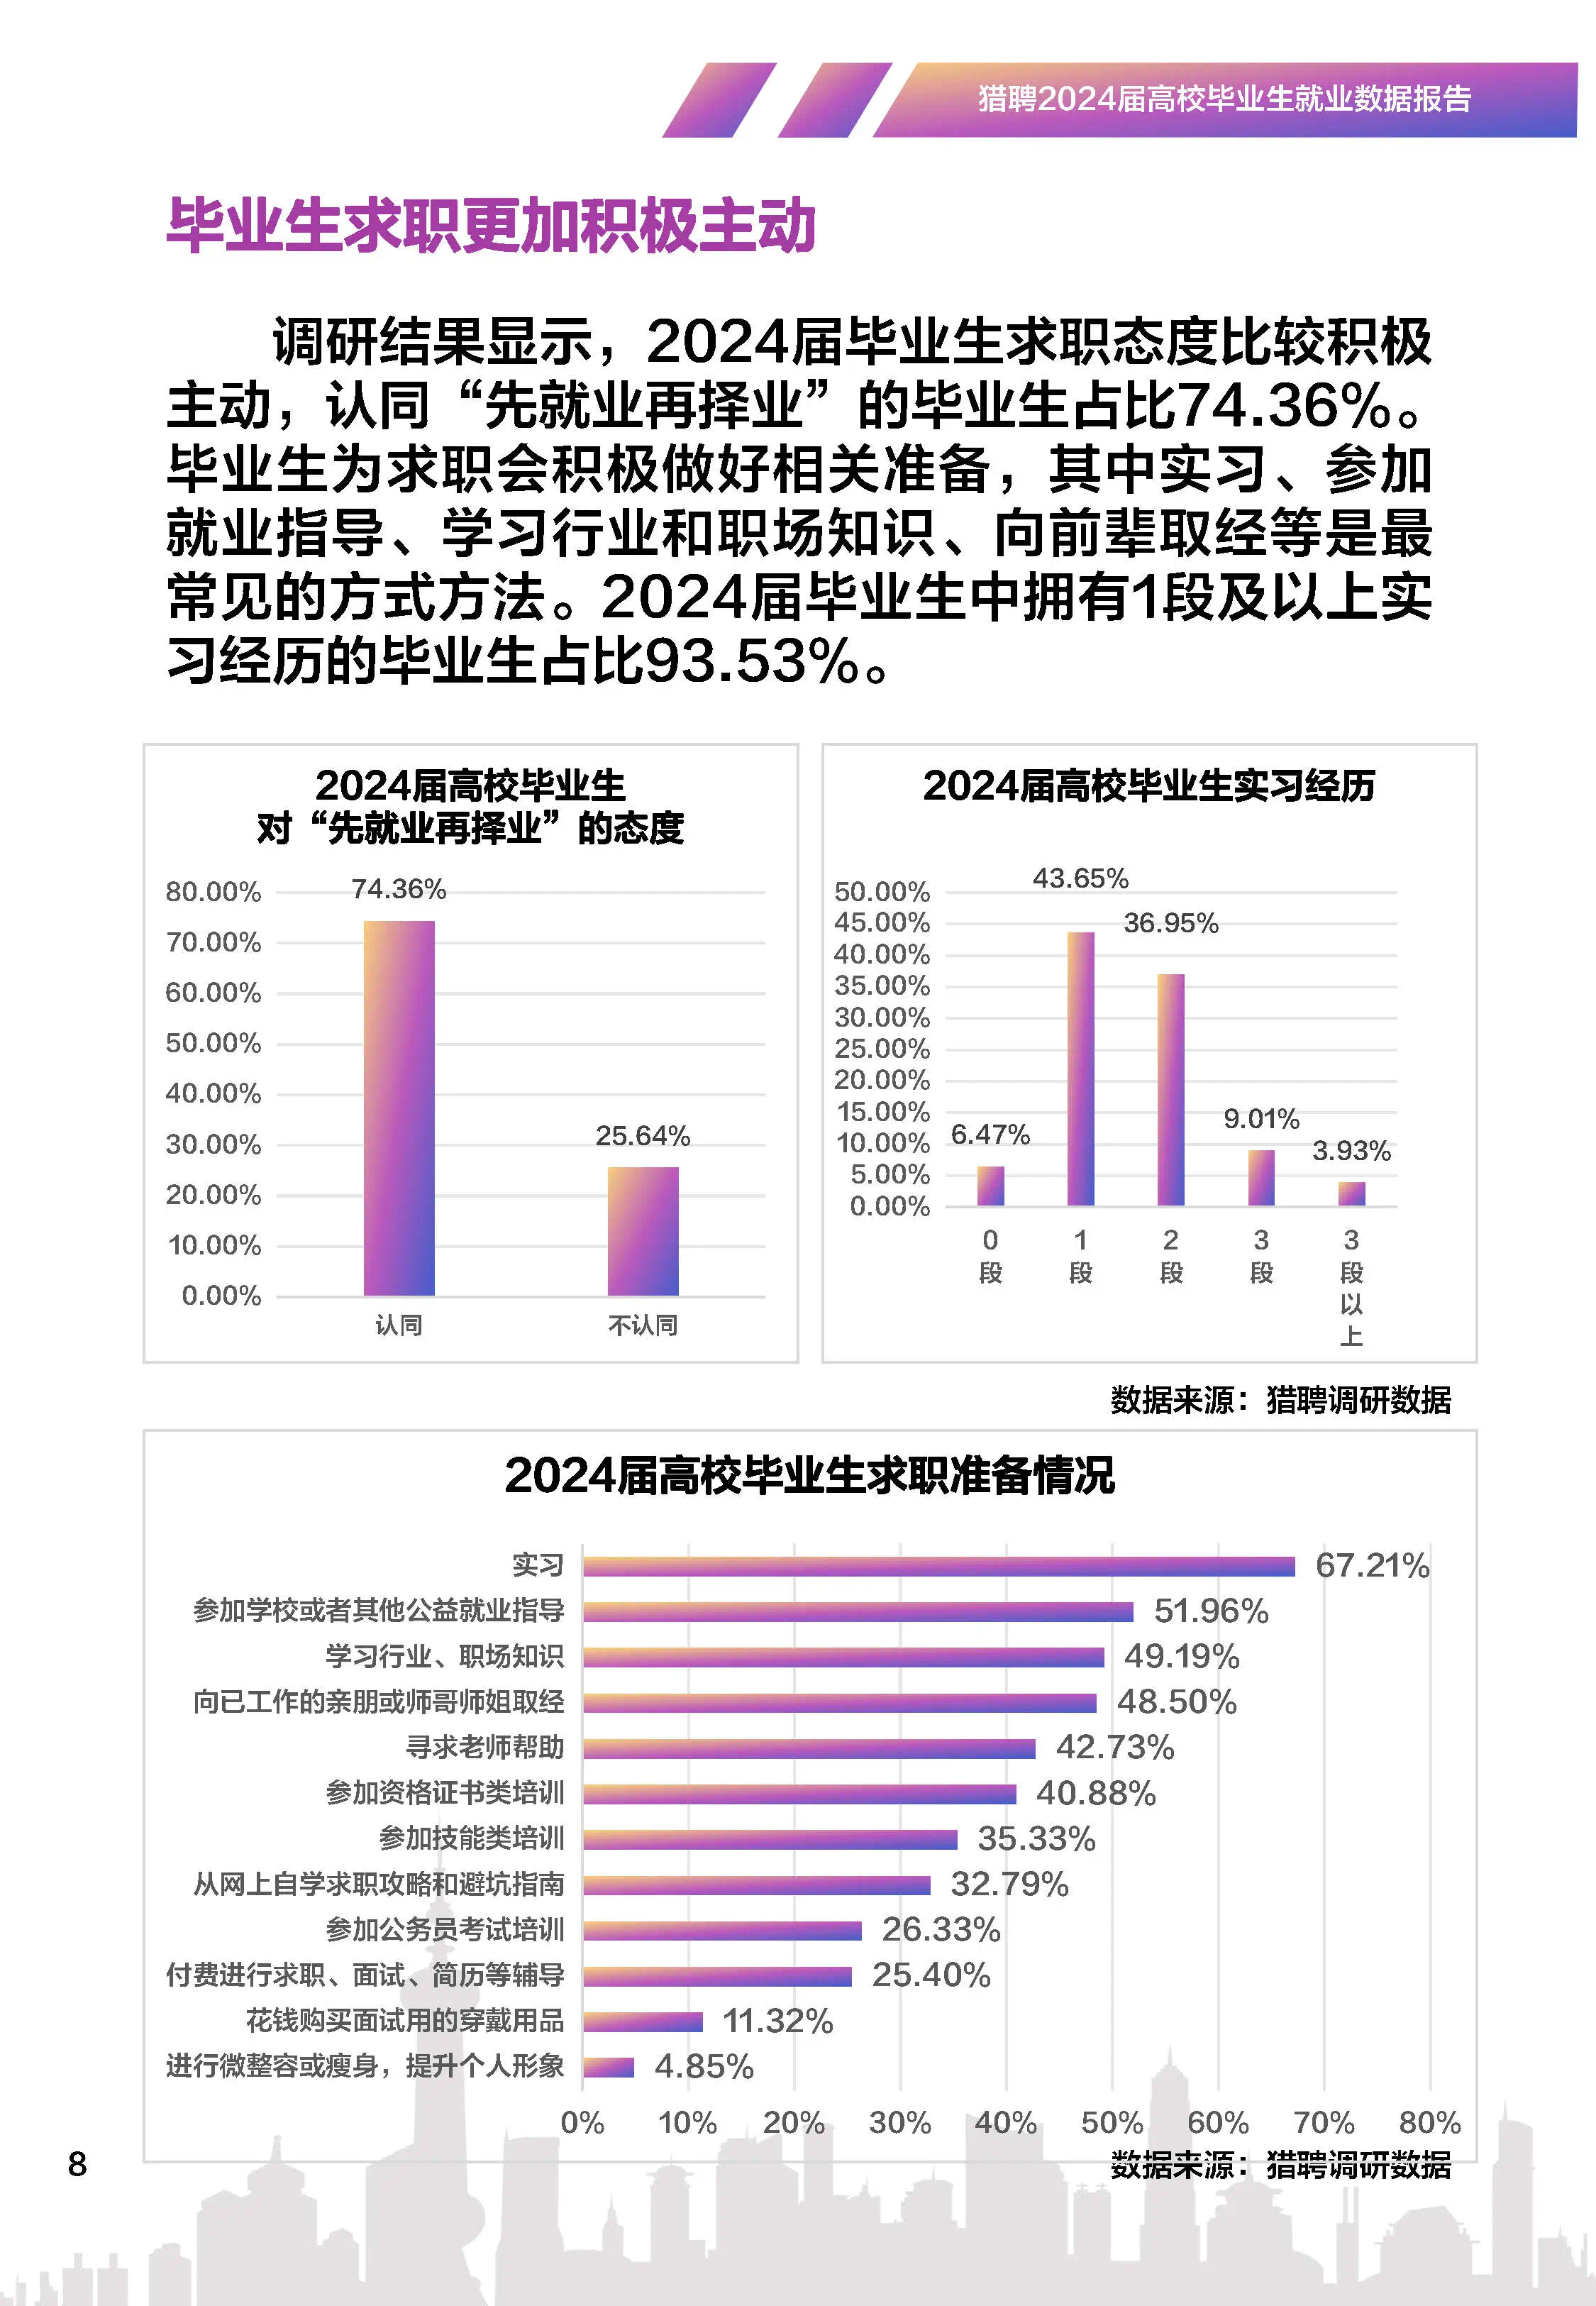 猎聘2024届高校毕业生就业数据报告
毕业生求职更加积极主动
调研结果显示，2024届毕业生求职态度比较积极
主动，认同“先就业再择业”的毕业生占比74.36%。
毕业生为求职会积极做好相关准备，其中实习、参加
就业指导、学习行业和职场知识、向前辈取经等是最
常见的方式方法。2024届毕业生中拥有1段及以上实
习经历的毕业生占比93.53%。
2024届高校毕业生
对“先就业再择业”的态度
80.00%
70.00%
60.00%
50.00%
40.00%
30.00%
20.00%
10.00%
0.00%
74.36%
25.64%
认同
不认同
2024届高校毕业生实习经历
50.00%
45.00%
40.00%
35.00%
30.00%
25.00%
20.00%
15.00%
10.00%
5.00%
0.00%
6.47%
43.65%
36.95%
9.01%
3.93%
0段
1段
2段
3段
3段以上
数据来源：猎聘调研数据
2024届高校毕业生求职准备情况
实习 67.21%
参加学校或者其他公益就业指导 51.96%
学习行业、职场知识 49.19%
向已工作的亲朋或师哥师姐取经 48.50%
寻求老师帮助 42.73%
参加资格证书类培训 40.88%
参加技能类培训 35.33%
从网上自学求职攻略和避坑指南 32.79%
参加公务员考试培训 26.33%
付费进行求职、面试、简历等辅导 25.40%
花钱购买面试用的穿戴用品 11.32%
进行微整容或瘦身，提升个人形象 4.85%
0% 10% 20% 30% 40% 50% 60% 70% 80%
数据来源：猎聘调研数据
8